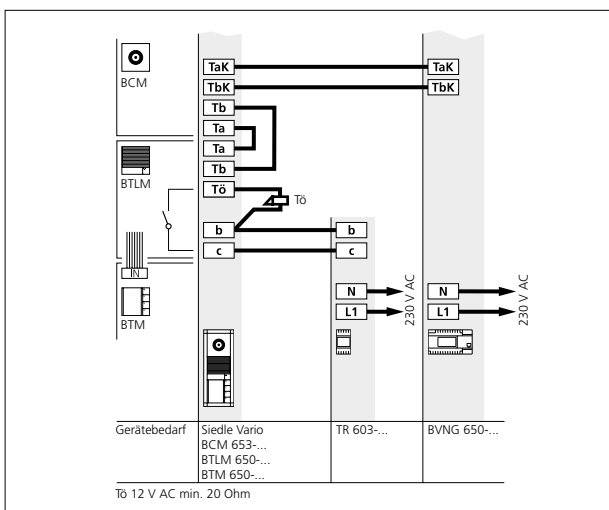 BCM
TaK TaK
TbK TbK
Tb
Ta
Ta
BTLM
Tb
Tö Tö
b b
c c
IN
BTM
N 230 V AC N 230 V AC
L1 L1
Gerätebedarf Siedle Vario TR 603-... BVNG 650-...
BCM 653-...
BTLM 650-...
BTM 650-...
Tö 12 V AC min. 20 Ohm